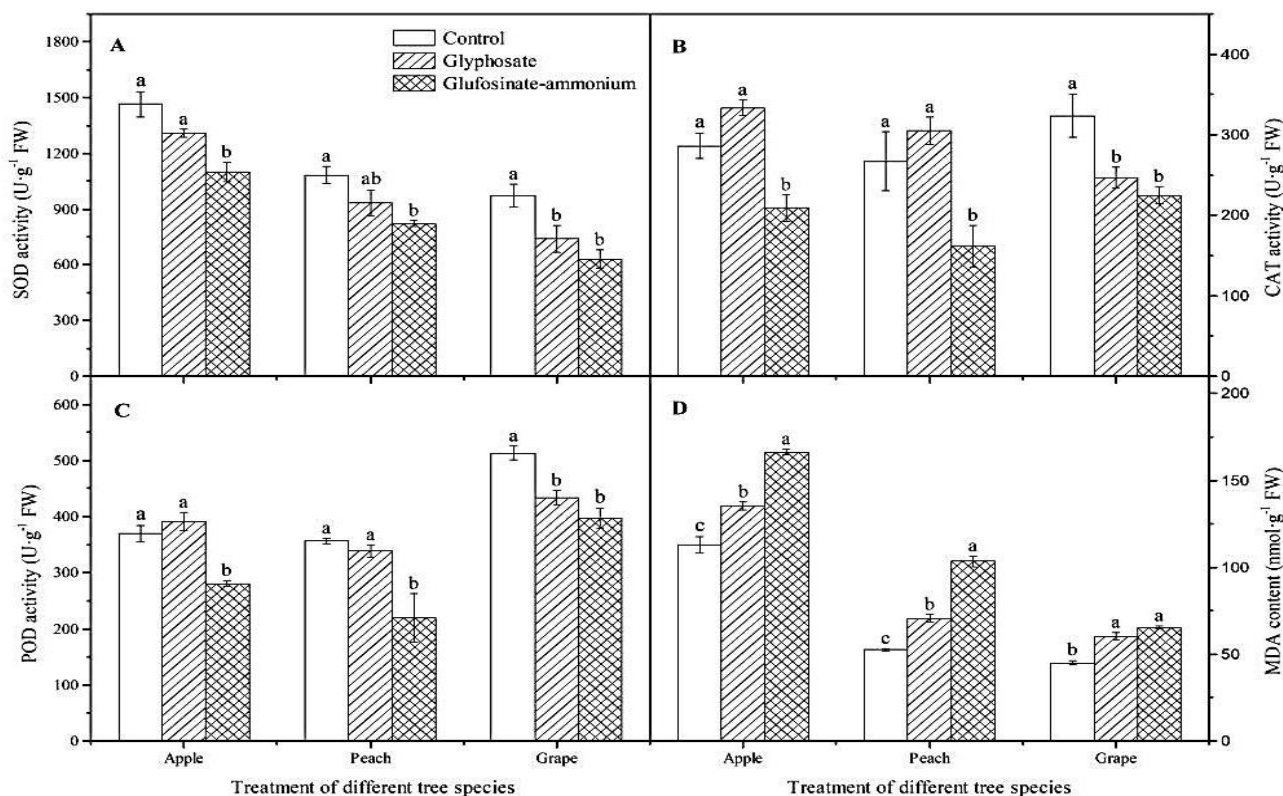 A
Control
Glyphosate
Glufosinate-ammonium
1800
1500
1200
900
600
300
0
SOD activity (U·g⁻¹ FW)
a
a
b
a
ab
b
a
b
b
B
400
300
200
100
0
CAT activity (U·g⁻¹ FW)
a
a
b
a
a
b
a
b
b
C
600
500
400
300
200
100
0
POD activity (U·g⁻¹ FW)
a
a
b
a
a
b
a
b
b
Apple Peach Grape
Treatment of different tree species
D
200
150
100
50
0
MDA content (nmol·g⁻¹ FW)
c
b
a
c
b
a
b
a
a
Apple Peach Grape
Treatment of different tree species